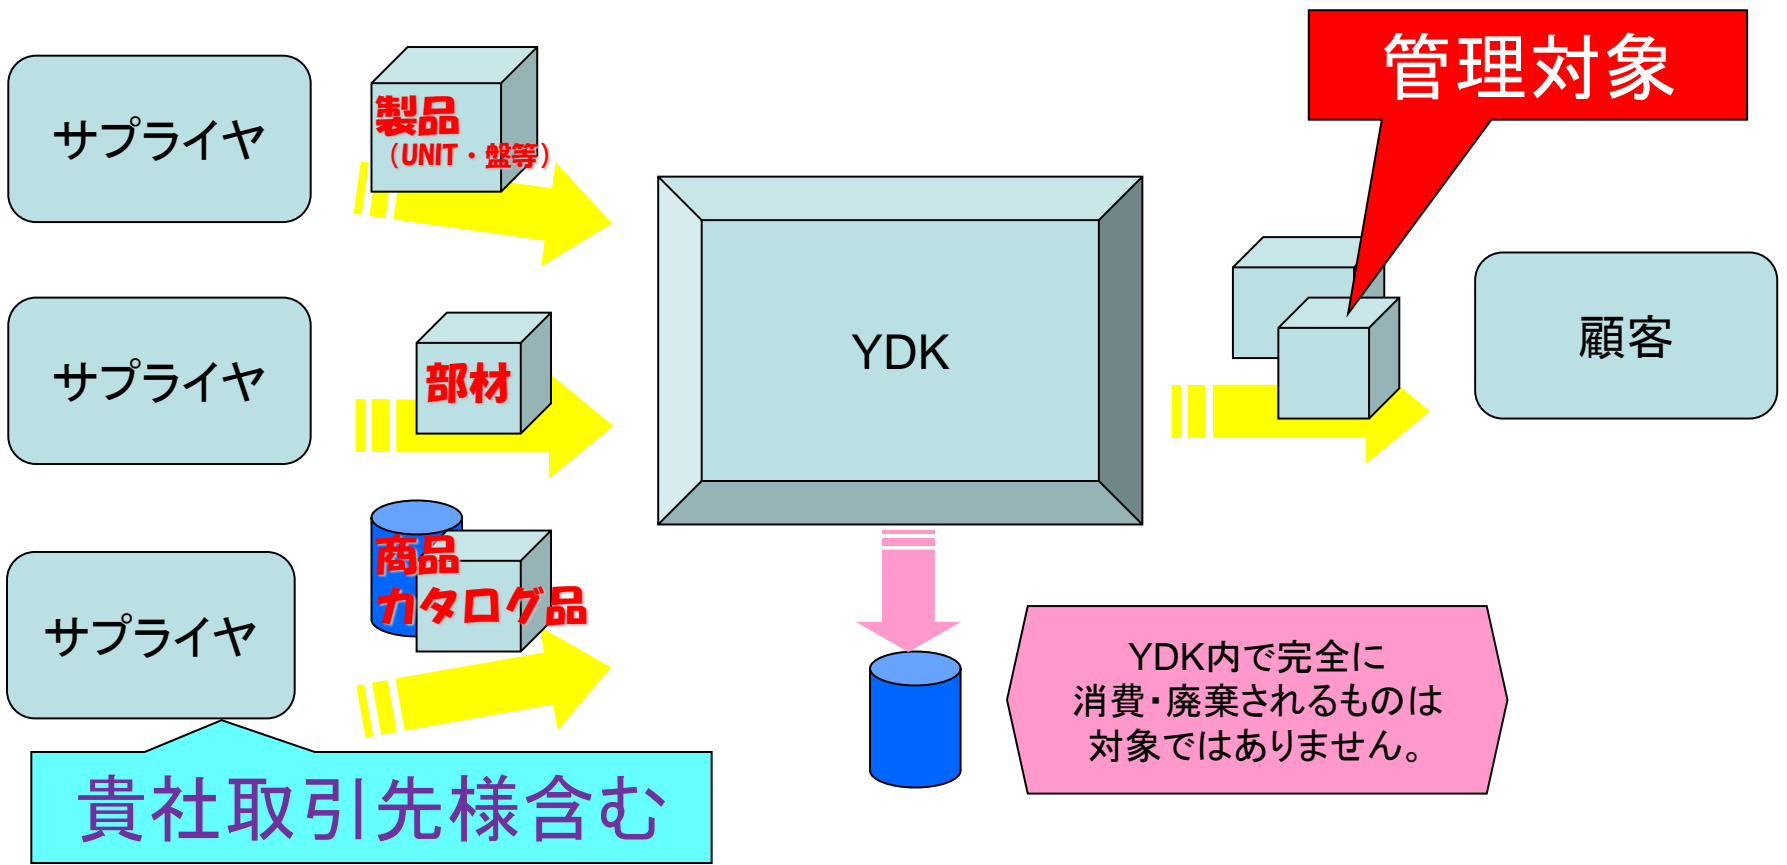 管理対象
サプライヤ
製品
（UNIT・盤等）
サプライヤ
部材
YDK
顧客
サプライヤ
商品
カタログ品
YDK内で完全に
消費・廃棄されるものは
対象ではありません。
貴社取引先様含む